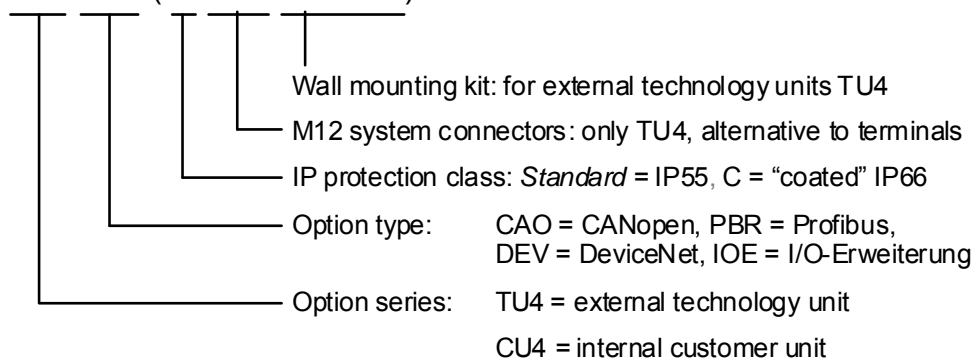 Wall mounting kit: for external technology units TU4
M12 system connectors: only TU4, alternative to terminals
IP protection class: Standard = IP55, C = “coated” IP66
Option type: CAO = CANopen, PBR = Profibus,
DEV = DeviceNet, IOE = I/O-Erweiterung
Option series: TU4 = external technology unit
CU4 = internal customer unit